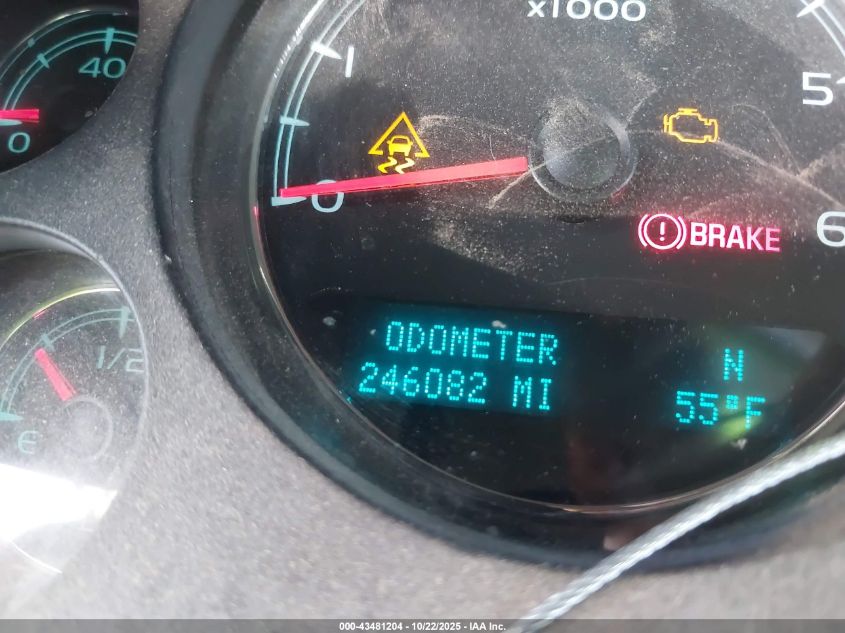 x1000
40
0
1
5
0
6
BRAKE
ODOMETER
246082 MI
N
55°F
1/2
E
000-43481204 - 10/22/2025 - IAA Inc.